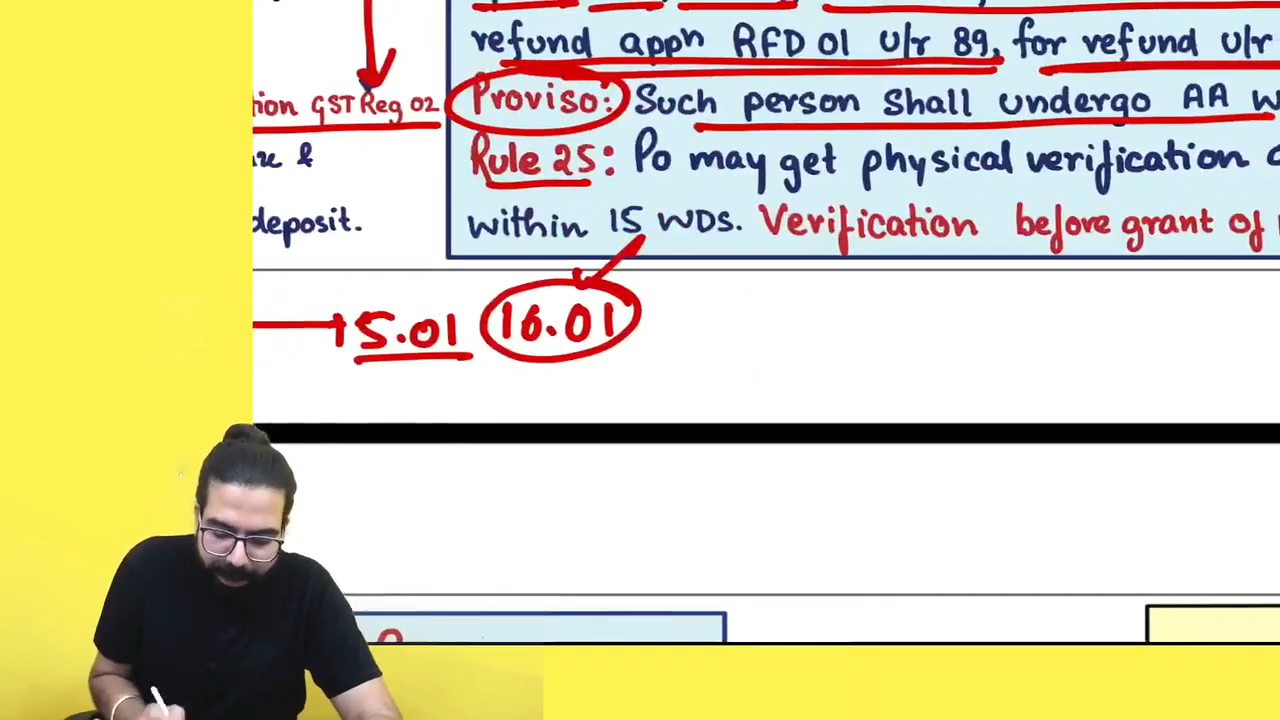 refund appn RFD 01 u/r 89, for refund u/r
tion GST Reg 02
Proviso: Such person shall undergo AA w
&
Rule 25: Po may get physical verification
deposit.
within 15 WDs. Verification before grant of
5.01 16.01